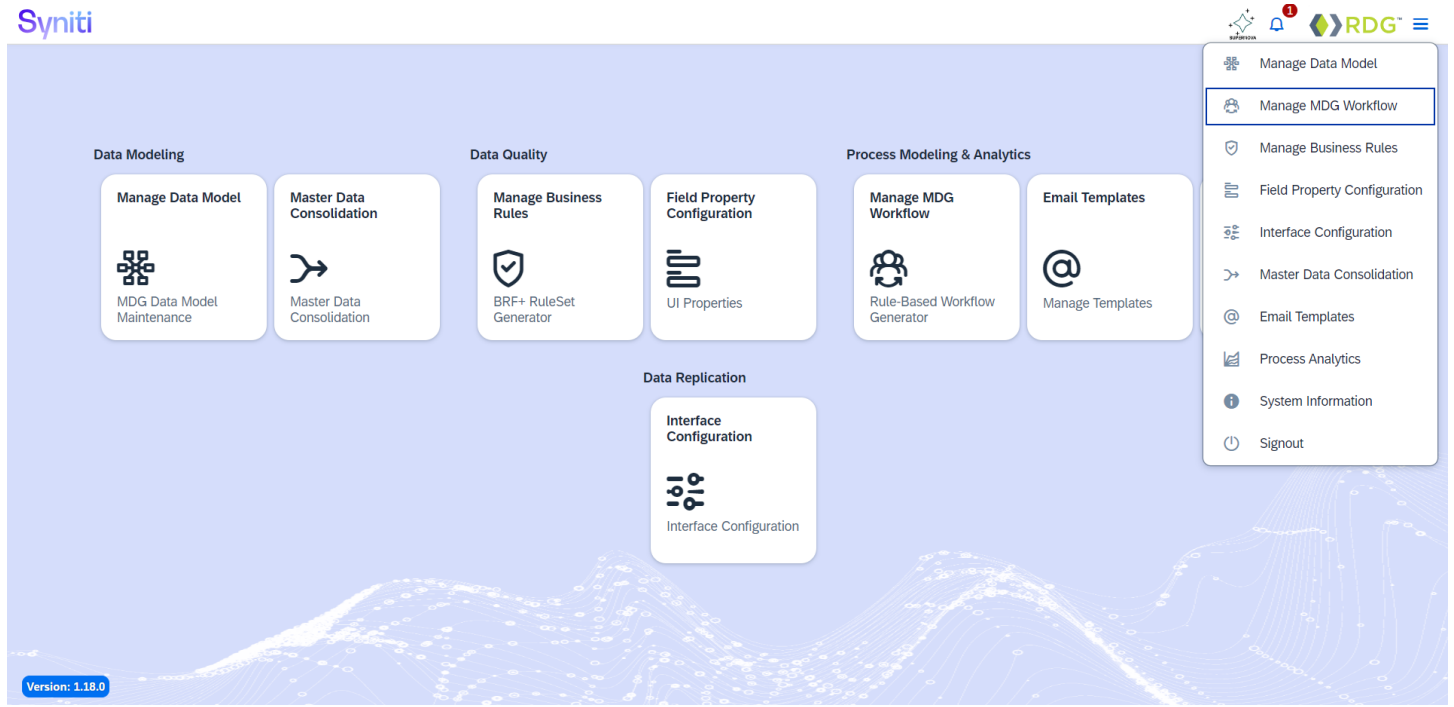 Syniti
SUPERNOVA
1
RDG™
Manage Data Model
Manage MDG Workflow
Manage Business Rules
Field Property Configuration
Interface Configuration
Master Data Consolidation
Email Templates
Process Analytics
System Information
Signout
Data Modeling
Manage Data Model
MDG Data Model
Maintenance
Master Data
Consolidation
Master Data
Consolidation
Data Quality
Manage Business
Rules
BRF+ RuleSet
Generator
Field Property
Configuration
UI Properties
Process Modeling & Analytics
Manage MDG
Workflow
Rule-Based Workflow
Generator
Email Templates
Manage Templates
Data Replication
Interface
Configuration
Interface Configuration
Version: 1.18.0